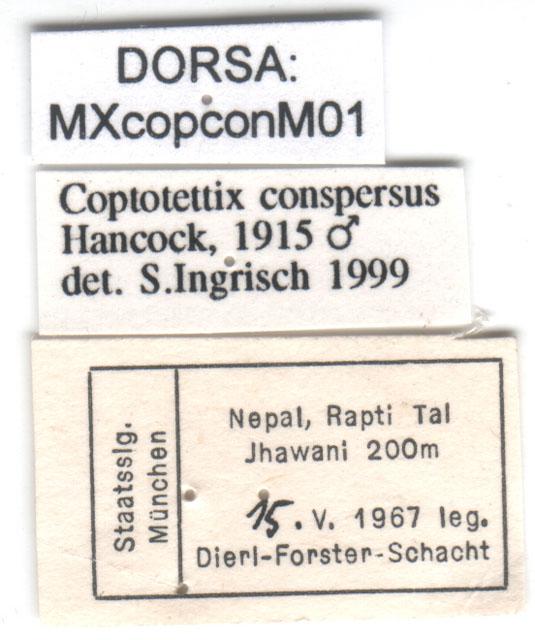 DORSA:
MXcopconM01
Coptotettix conspersus
Hancock, 1915 ♂
det. S.Ingrisch 1999
Staatsslg.
München
Nepal, Rapti Tal
Jhawani 200m
15. V. 1967 leg.
Dierl-Forster-Schacht